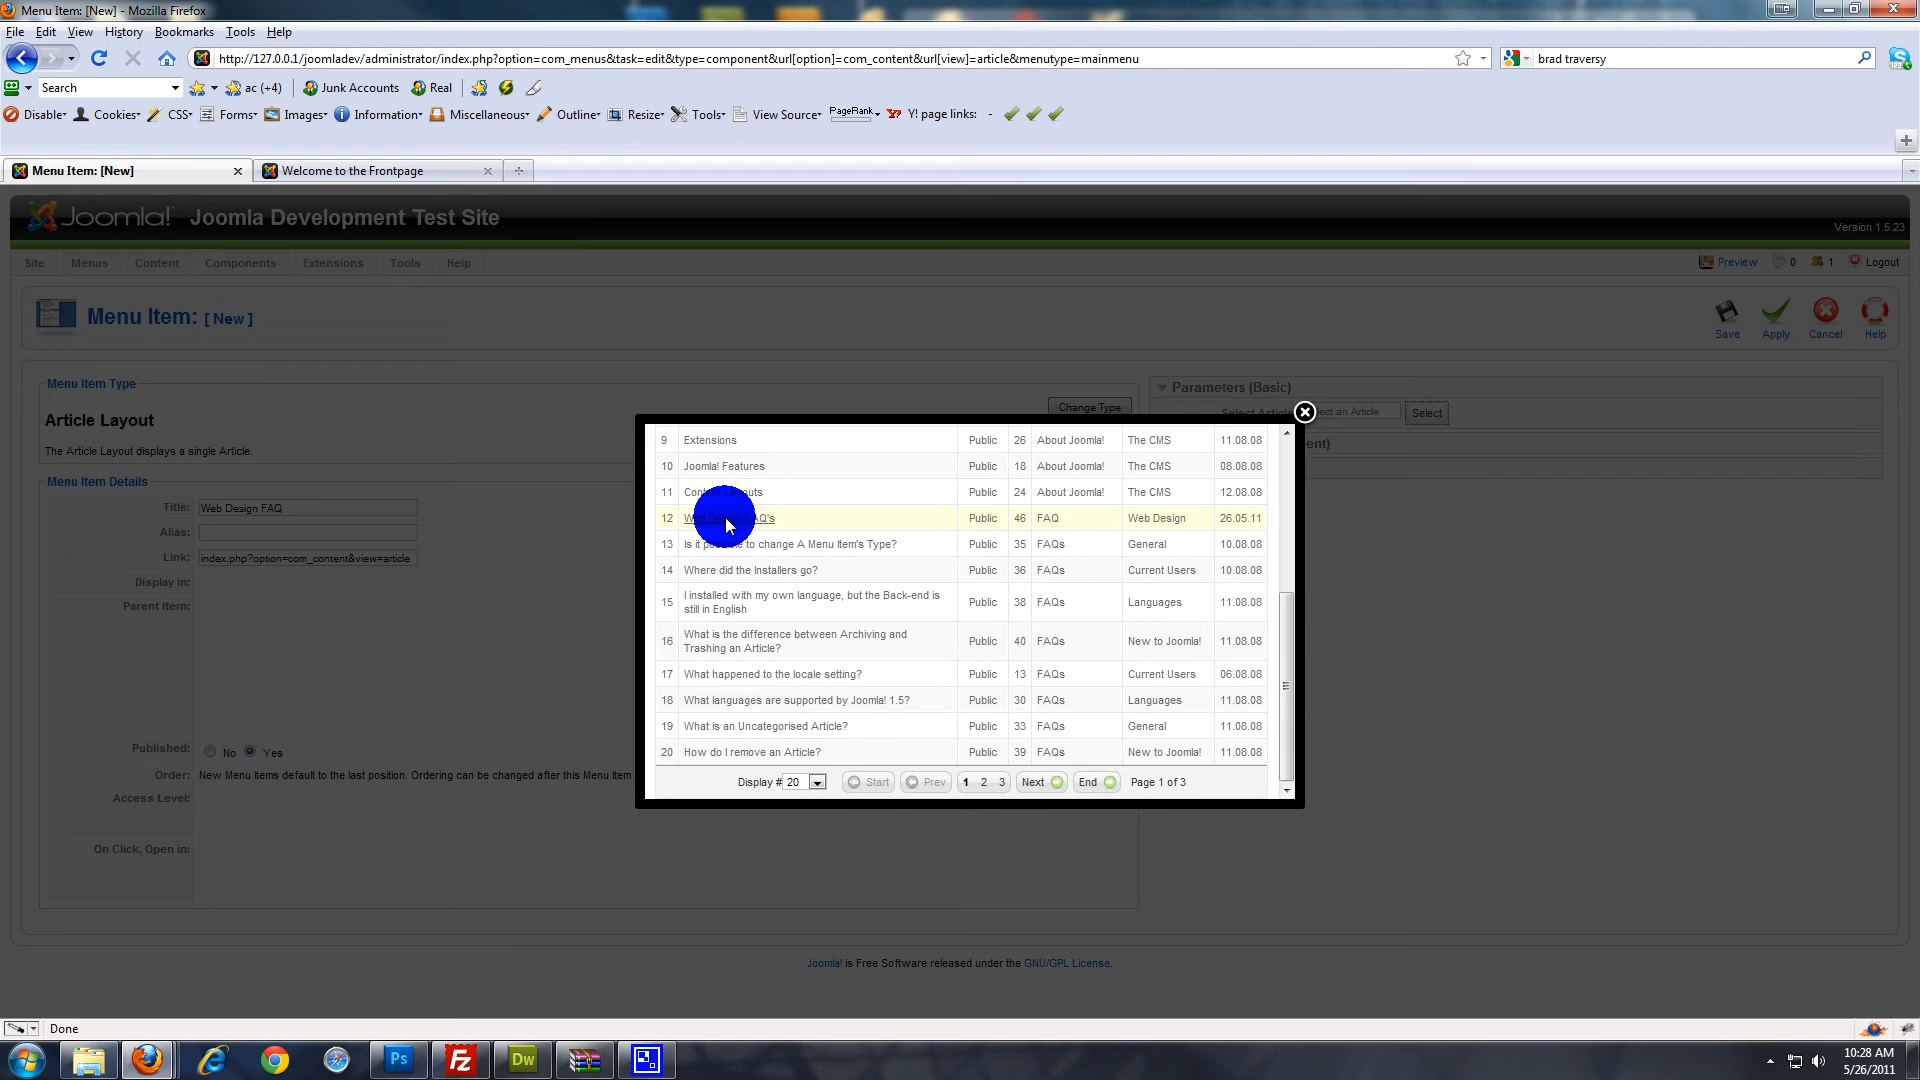 Menu Item: [New] - Mozilla Firefox
File Edit View History Bookmarks Tools Help
http://127.0.0.1/joomladev/administrator/index.php?option=com_menus&task=edit&type=component&url[option]=com_content&url[view]=article&menutype=mainmenu
brad traversy
Search ac (+4) Junk Accounts Real
Disable Cookies CSS Forms Images Information Miscellaneous Outline Resize Tools View Source PageRank Y! page links: -
Menu Item: [New] Welcome to the Frontpage
Joomla! Joomla Development Test Site
Version 1.5.23
Site Menus Content Components Extensions Tools Help Preview 0 1 Logout
Menu Item: [ New ]
Save Apply Cancel Help
Menu Item Type
Article Layout
Change Type
The Article Layout displays a single Article.
Parameters (Basic)
Select
Menu Item Details
Title: Web Design FAQ
Alias:
Link: index.php?option=com_content&view=article
Display in:
Parent Item:
Published: No Yes
Order: New Menu Items default to the last position. Ordering can be changed after this Menu Item
Access Level:
On Click, Open in:
9 Extensions Public 26 About Joomla! The CMS 11.08.08
10 Joomla! Features Public 18 About Joomla! The CMS 08.08.08
11 Content Layouts Public 24 About Joomla! The CMS 12.08.08
12 Web Design FAQ's Public 46 FAQ Web Design 26.05.11
13 Is it possible to change A Menu Item's Type? Public 35 FAQs General 10.08.08
14 Where did the Installers go? Public 36 FAQs Current Users 10.08.08
15 I installed with my own language, but the Back-end is
still in English Public 38 FAQs Languages 11.08.08
16 What is the difference between Archiving and
Trashing an Article? Public 40 FAQs New to Joomla! 11.08.08
17 What happened to the locale setting? Public 13 FAQs Current Users 06.08.08
18 What languages are supported by Joomla! 1.5? Public 30 FAQs Languages 11.08.08
19 What is an Uncategorised Article? Public 33 FAQs General 11.08.08
20 How do I remove an Article? Public 39 FAQs New to Joomla! 11.08.08
Display # 20 Start Prev 1 2 3 Next End Page 1 of 3
Joomla! is Free Software released under the GNU/GPL License.
Done
Ps Fz Dw
10:28 AM
5/26/2011